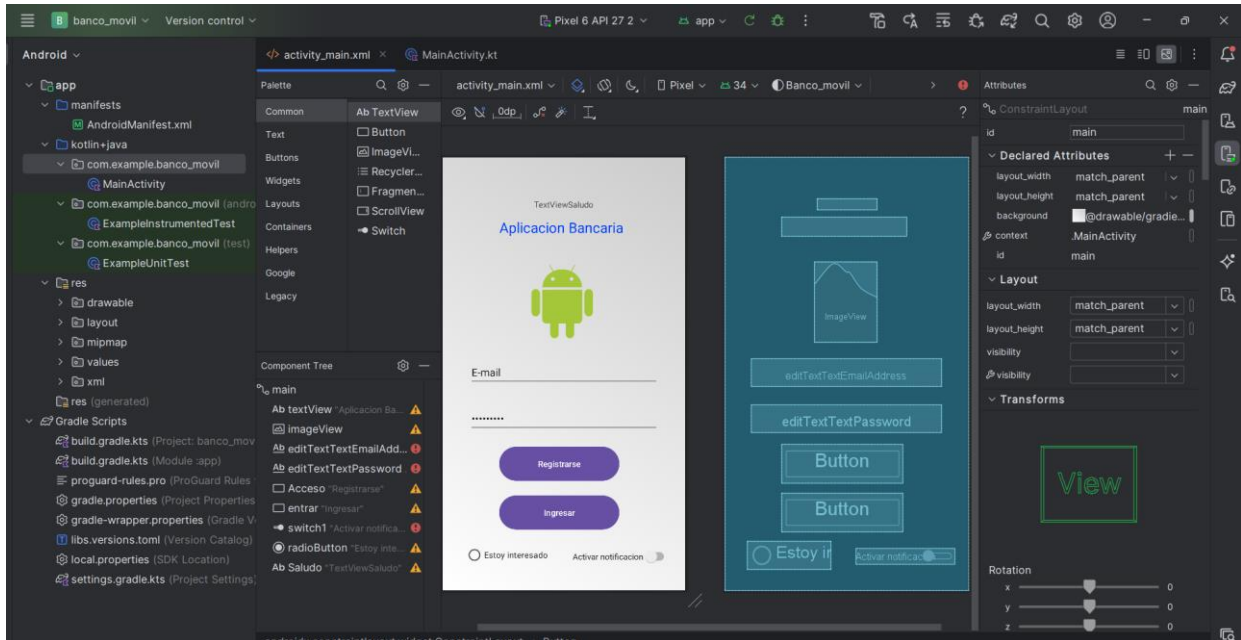 B banco_movil Version control Pixel 6 API 27 2 app
Android
activity_main.xml MainActivity.kt
app
manifests
AndroidManifest.xml
kotlin+java
com.example.banco_movil
MainActivity
com.example.banco_movil (andro
ExampleInstrumentedTest
com.example.banco_movil (test)
ExampleUnitTest
res
drawable
layout
mipmap
values
xml
res (generated)
Gradle Scripts
build.gradle.kts (Project: banco_mov
build.gradle.kts (Module :app)
proguard-rules.pro (ProGuard Rules
gradle.properties (Project Properties
gradle-wrapper.properties (Gradle V
libs.versions.toml (Version Catalog)
local.properties (SDK Location)
settings.gradle.kts (Project Settings)
Palette
Common
Text
Buttons
Widgets
Layouts
Containers
Helpers
Google
Legacy
Ab TextView
Button
ImageVi...
Recycler...
Fragmen...
ScrollView
Switch
Component Tree
main
Ab textView "Aplicacion Ba...
imageView
Ab editTextTextEmailAdd...
Ab editTextTextPassword
Acceso "Registrarse"
entrar "Ingresar"
switch1 "Activar notifica...
radioButton "Estoy inte...
Ab Saludo "TextViewSaludo"
activity_main.xml Pixel 34 Banco_movil
0dp
?
TextViewSaludo
Aplicacion Bancaria
E-mail
Registrarse
Ingresar
Estoy interesado Activar notificacion
ImageView
editTextTextEmailAddress
editTextTextPassword
Button
Button
Estoy ir Activar notificac
Attributes
ConstraintLayout main
id main
Declared Attributes
layout_width match_parent
layout_height match_parent
background @drawable/gradie...
context .MainActivity
id main
Layout
layout_width match_parent
layout_height match_parent
visibility
visibility
Transforms
View
Rotation
x 0
y 0
z 0